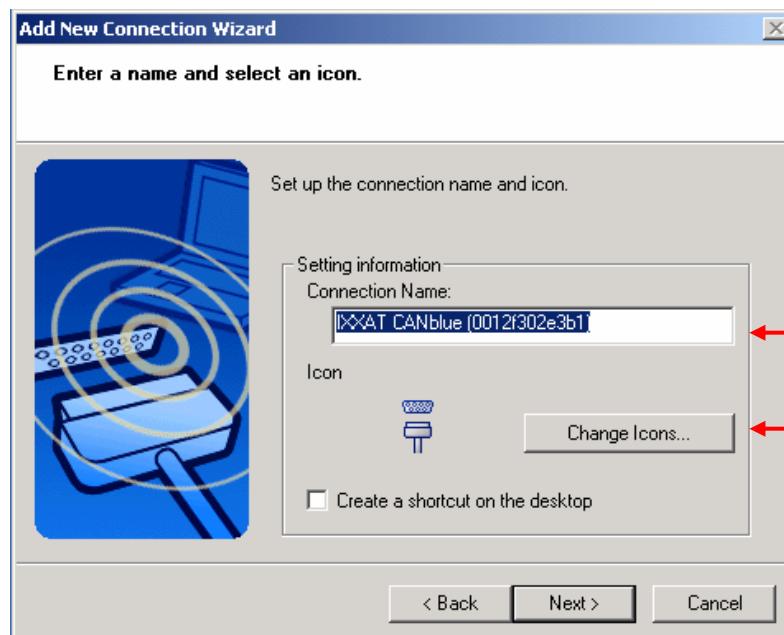 Add New Connection Wizard
Enter a name and select an icon.
Set up the connection name and icon.
Setting information
Connection Name:
IXXAT CANblue (0012f302e3b1)
Icon
Change Icons...
Create a shortcut on the desktop
< Back
Next >
Cancel